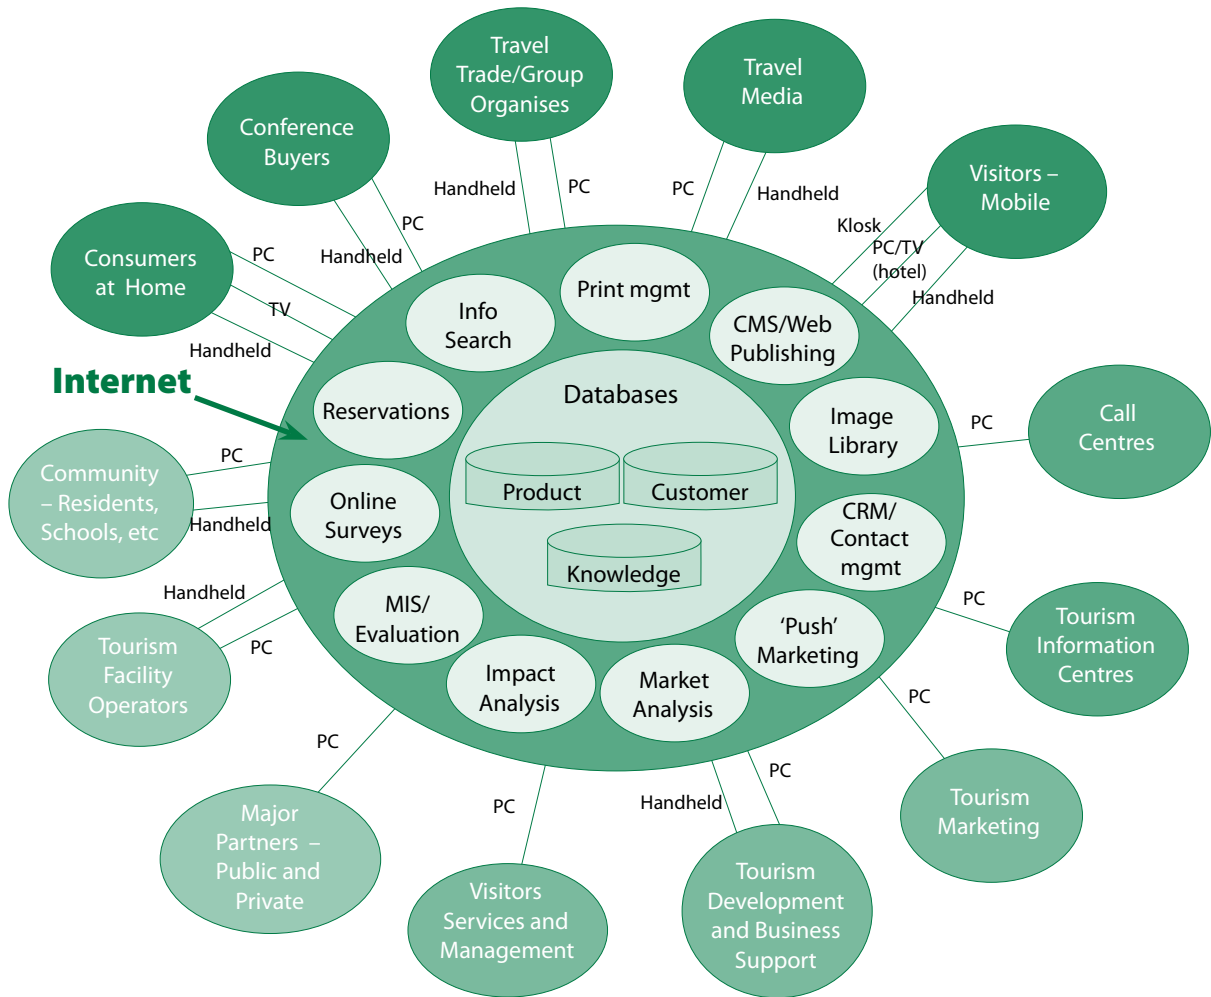 Travel
Trade/Group
Organises
Travel
Media
Conference
Buyers
Visitors –
Mobile
Consumers
at Home
Handheld
PC
PC
Handheld
PC
Handheld
Klosk
PC/TV
(hotel)
Handheld
PC
TV
Handheld
Internet
Print mgmt
Info
Search
CMS/Web
Publishing
Reservations
Image
Library
Databases
Product
Customer
Knowledge
Online
Surveys
CRM/
Contact
mgmt
MIS/
Evaluation
'Push'
Marketing
Impact
Analysis
Market
Analysis
PC
Call
Centres
Community
– Residents,
Schools, etc
PC
Handheld
Handheld
PC
Tourism
Facility
Operators
PC
Tourism
Information
Centres
PC
Tourism
Marketing
PC
Major
Partners –
Public and
Private
PC
Visitors
Services and
Management
Handheld
PC
Tourism
Development
and Business
Support